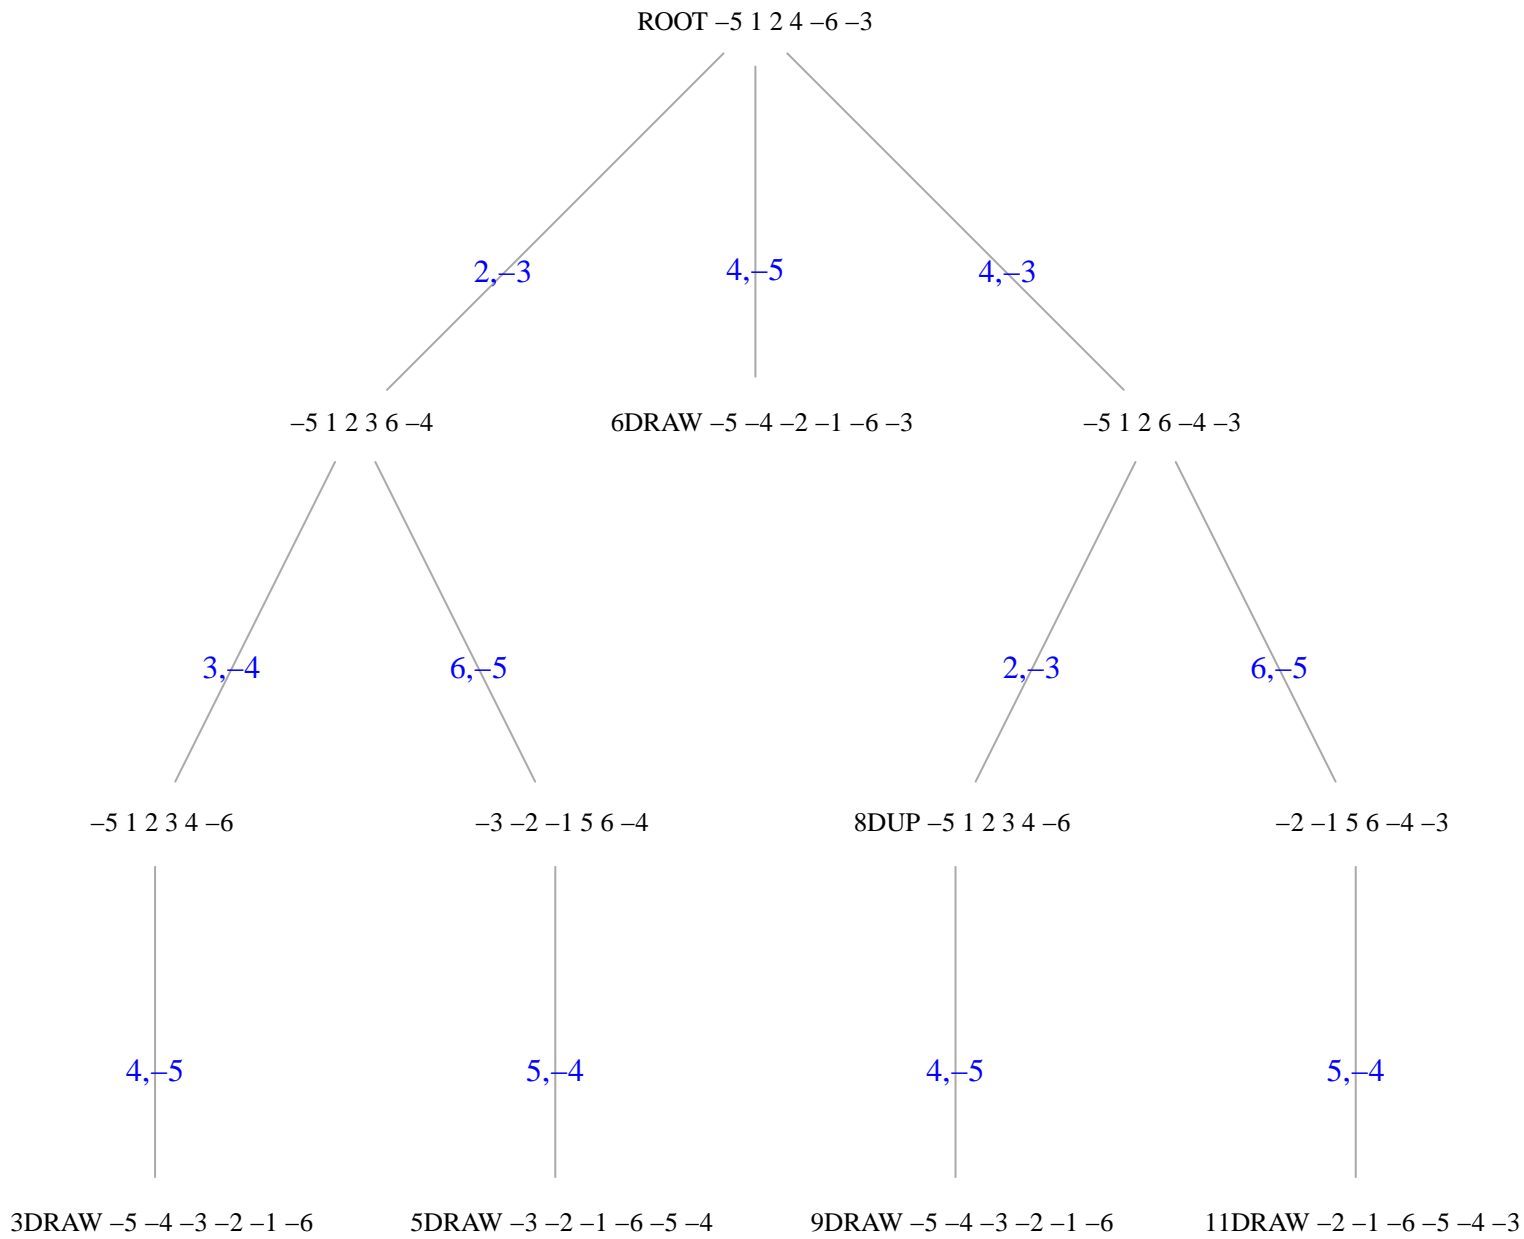 ROOT –5 1 2 4 –6 –3
2,–3
4,–5
4,–3
–5 1 2 3 6 –4
6DRAW –5 –4 –2 –1 –6 –3
–5 1 2 6 –4 –3
3,–4
6,–5
2,–3
6,–5
–5 1 2 3 4 –6
–3 –2 –1 5 6 –4
8DUP –5 1 2 3 4 –6
–2 –1 5 6 –4 –3
4,–5
5,–4
4,–5
5,–4
3DRAW –5 –4 –3 –2 –1 –6
5DRAW –3 –2 –1 –6 –5 –4
9DRAW –5 –4 –3 –2 –1 –6
11DRAW –2 –1 –6 –5 –4 –3